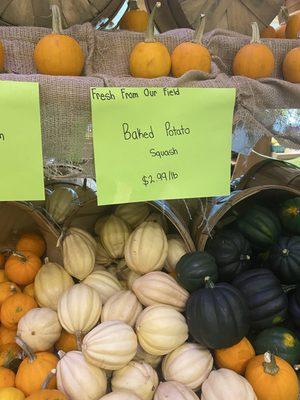 Fresh From Our Field
Baked Potato
Squash
$2.99/lb